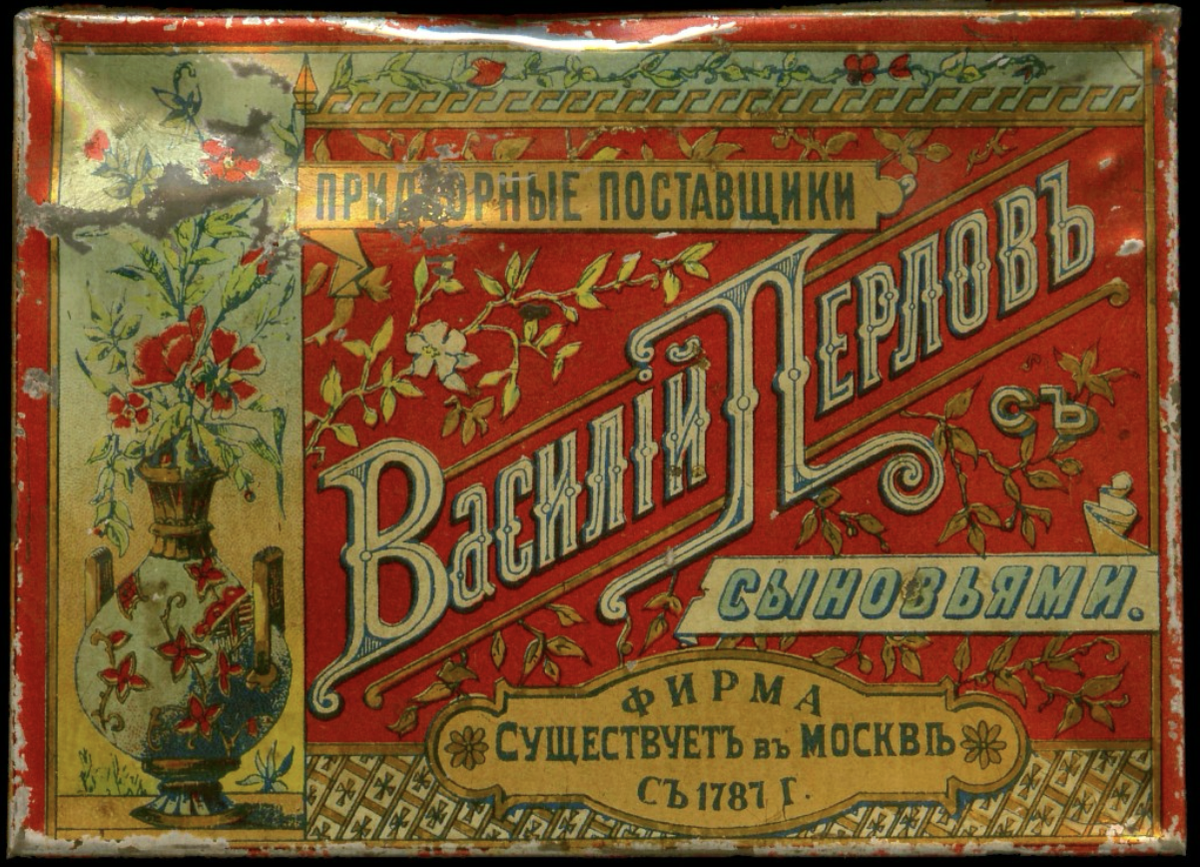 ПРИДВОРНЫЕ ПОСТАВЩИКИ
ВАСИЛІЙ ПЕРЛОВЪ
СЪ
СЫНОВЬЯМИ.
ФИРМА
СУЩЕСТВУЕТЪ ВЪ МОСКВѢ
СЪ 1787 Г.